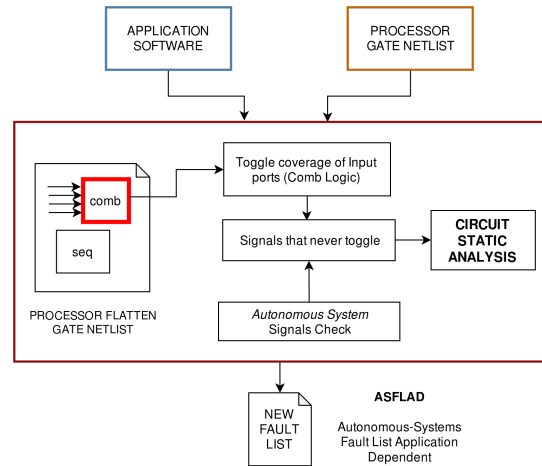 APPLICATION
SOFTWARE
PROCESSOR
GATE NETLIST
Toggle coverage of Input
ports (Comb Logic)
comb
seq
Signals that never toggle
CIRCUIT
STATIC
ANALYSIS
PROCESSOR FLATTEN
GATE NETLIST
Autonomous System
Signals Check
NEW
FAULT
LIST
ASFLAD
Autonomous-Systems
Fault List Application
Dependent